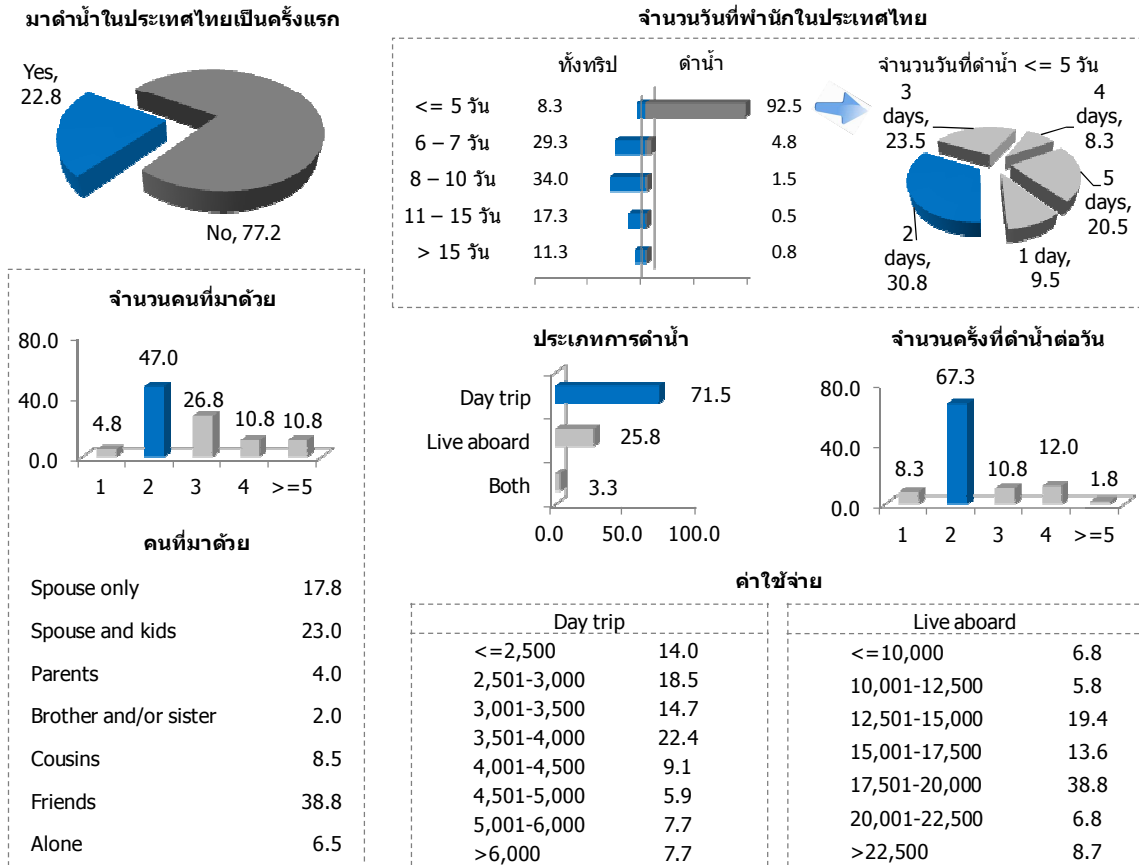 มาดำน้ำในประเทศไทยเป็นครั้งแรก
Yes,
22.8
No, 77.2
จำนวนวันที่พำนักในประเทศไทย
ทั้งทริป ดำน้ำ
<= 5 วัน 8.3 92.5
6 – 7 วัน 29.3 4.8
8 – 10 วัน 34.0 1.5
11 – 15 วัน 17.3 0.5
> 15 วัน 11.3 0.8
จำนวนวันที่ดำน้ำ <= 5 วัน
3
days,
23.5
4
days,
8.3
5
days,
20.5
1 day,
9.5
2
days,
30.8
จำนวนคนที่มาด้วย
80.0
40.0
0.0
4.8 47.0 26.8 10.8 10.8
1 2 3 4 >=5
คนที่มาด้วย
Spouse only 17.8
Spouse and kids 23.0
Parents 4.0
Brother and/or sister 2.0
Cousins 8.5
Friends 38.8
Alone 6.5
ประเภทการดำน้ำ
Day trip 71.5
Live aboard 25.8
Both 3.3
0.0 50.0 100.0
จำนวนครั้งที่ดำน้ำต่อวัน
80.0
40.0
0.0
8.3 67.3 10.8 12.0 1.8
1 2 3 4 >=5
ค่าใช้จ่าย
Day trip
<=2,500 14.0
2,501-3,000 18.5
3,001-3,500 14.7
3,501-4,000 22.4
4,001-4,500 9.1
4,501-5,000 5.9
5,001-6,000 7.7
>6,000 7.7
Live aboard
<=10,000 6.8
10,001-12,500 5.8
12,501-15,000 19.4
15,001-17,500 13.6
17,501-20,000 38.8
20,001-22,500 6.8
>22,500 8.7